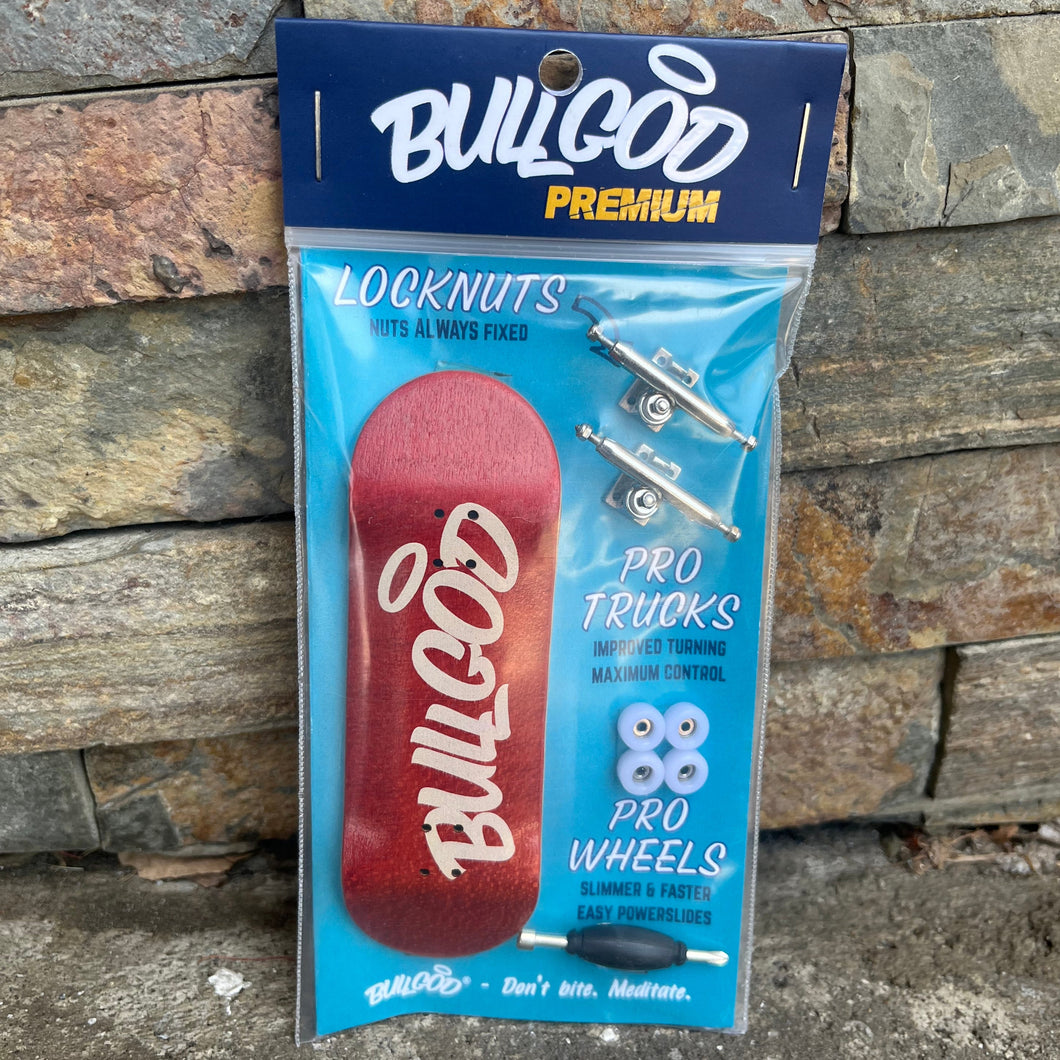 BULLGOD
PREMIUM
LOCKNUTS
NUTS ALWAYS FIXED
BULLGOD
PRO
TRUCKS
IMPROVED TURNING
MAXIMUM CONTROL
PRO
WHEELS
SLIMMER & FASTER
EASY POWERSLIDES
BULLGOD® - Don't bite. Meditate.